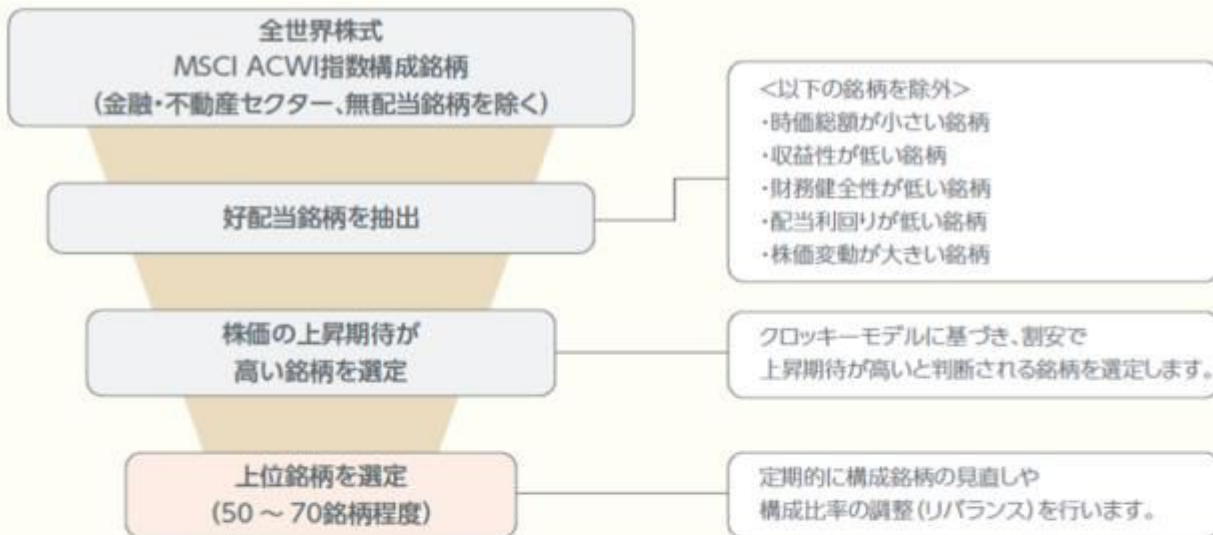 全世界株式
MSCI ACWI指数構成銘柄
(金融・不動産セクター、無配当銘柄を除く)
好配当銘柄を抽出
<以下の銘柄を除外>
・時価総額が小さい銘柄
・収益性が低い銘柄
・財務健全性が低い銘柄
・配当利回りが低い銘柄
・株価変動が大きい銘柄
株価の上昇期待が
高い銘柄を選定
クロッキーモデルに基づき、割安で
上昇期待が高いと判断される銘柄を選定します。
上位銘柄を選定
(50 ～ 70銘柄程度)
定期的に構成銘柄の見直しや
構成比率の調整(リバランス)を行います。